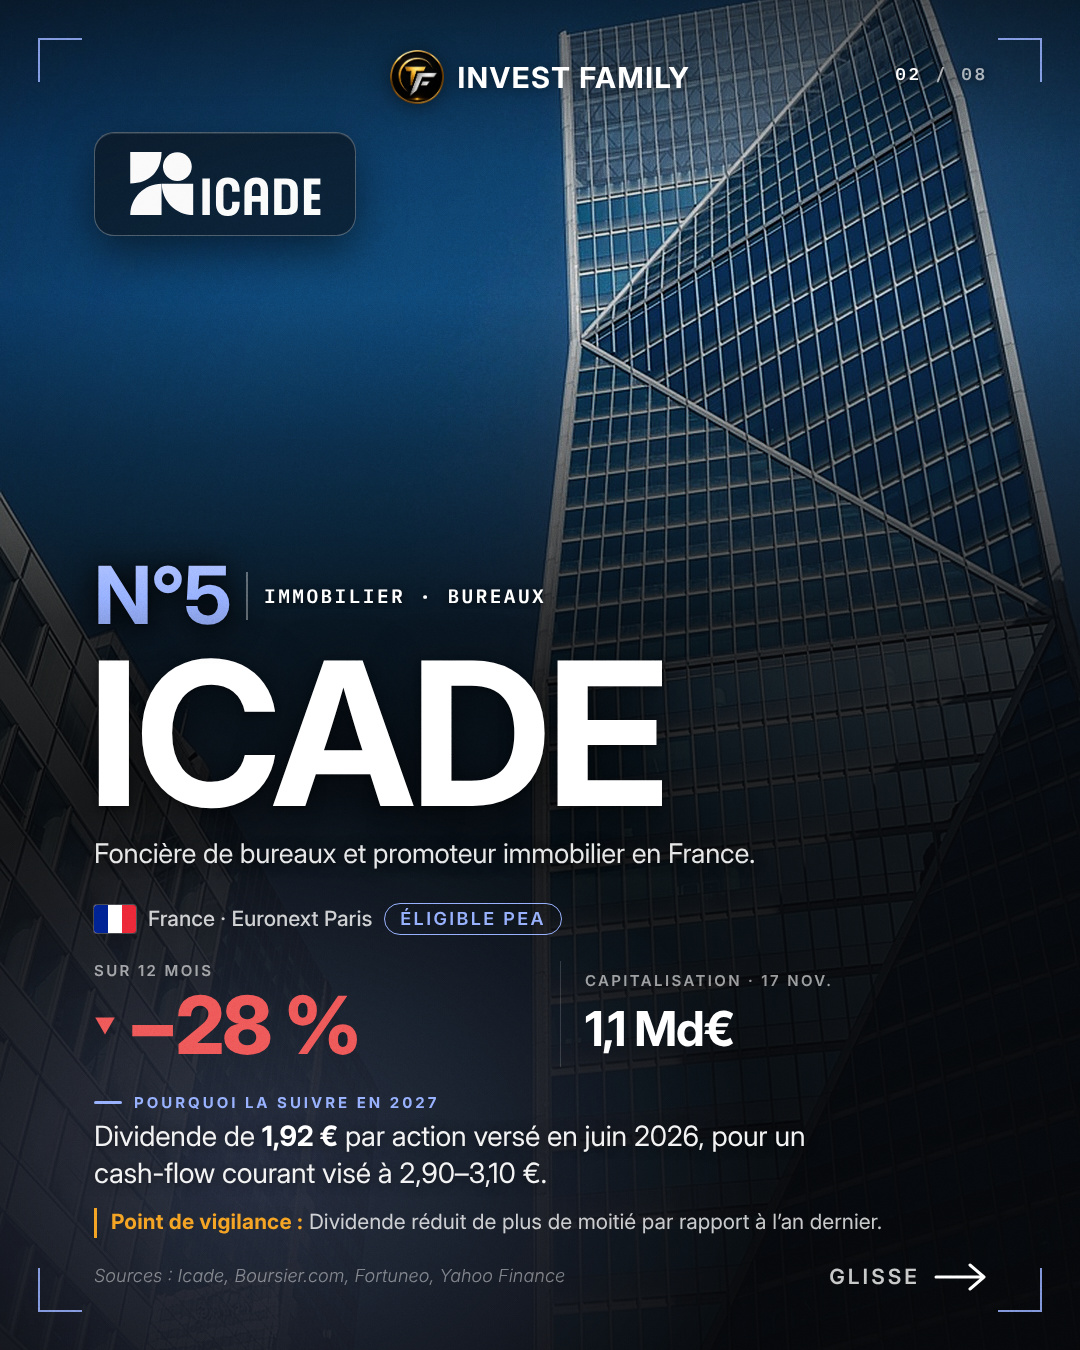 TF INVEST FAMILY
02 / 08
ICADE
N°5 IMMOBILIER · BUREAUX
ICADE
Foncière de bureaux et promoteur immobilier en France.
France · Euronext Paris ÉLIGIBLE PEA
SUR 12 MOIS
▼ –28 %
CAPITALISATION · 17 NOV.
1,1 Md€
POURQUOI LA SUIVRE EN 2027
Dividende de 1,92 € par action versé en juin 2026, pour un
cash-flow courant visé à 2,90–3,10 €.
Point de vigilance : Dividende réduit de plus de moitié par rapport à l’an dernier.
Sources : Icade, Boursier.com, Fortuneo, Yahoo Finance
GLISSE →